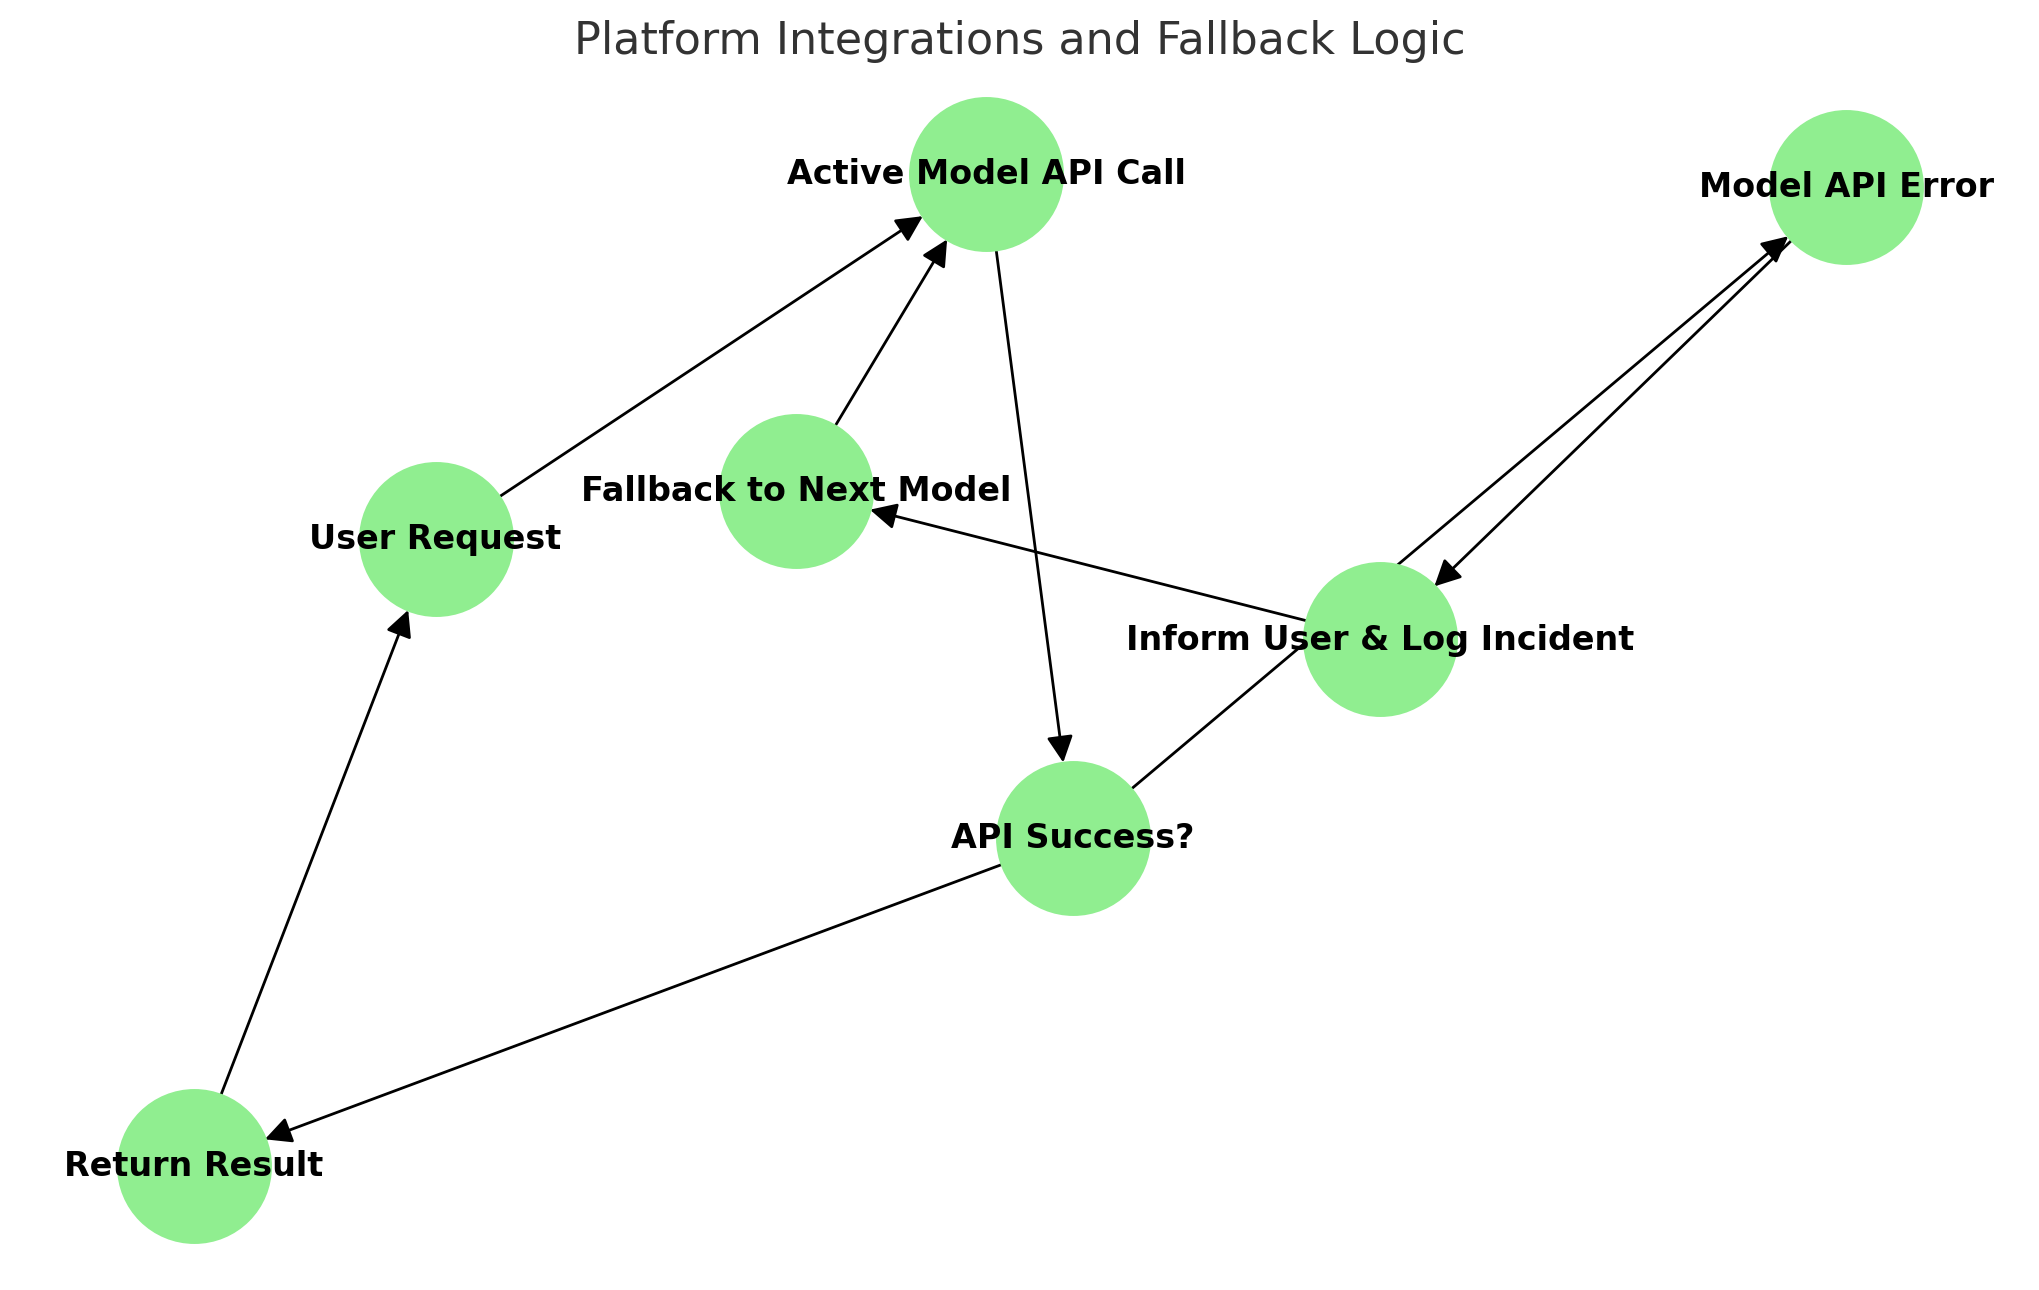 Platform Integrations and Fallback Logic
Active Model API Call
Model API Error
Fallback to Next Model
User Request
Inform User & Log Incident
API Success?
Return Result